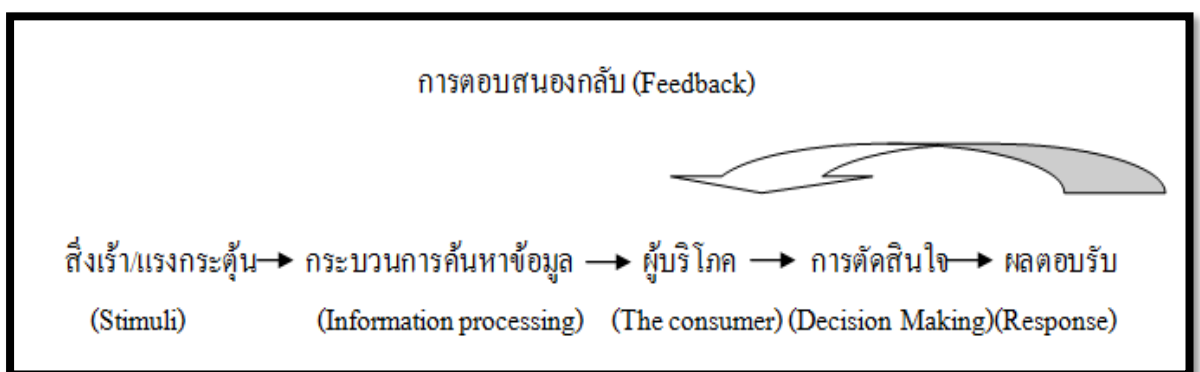 การตอบสนองกลับ (Feedback)
สิ่งเร้า/แรงกระตุ้น → กระบวนการค้นหาข้อมูล → ผู้บริโภค → การตัดสินใจ → ผลตอบรับ
(Stimuli) (Information processing) (The consumer) (Decision Making)(Response)